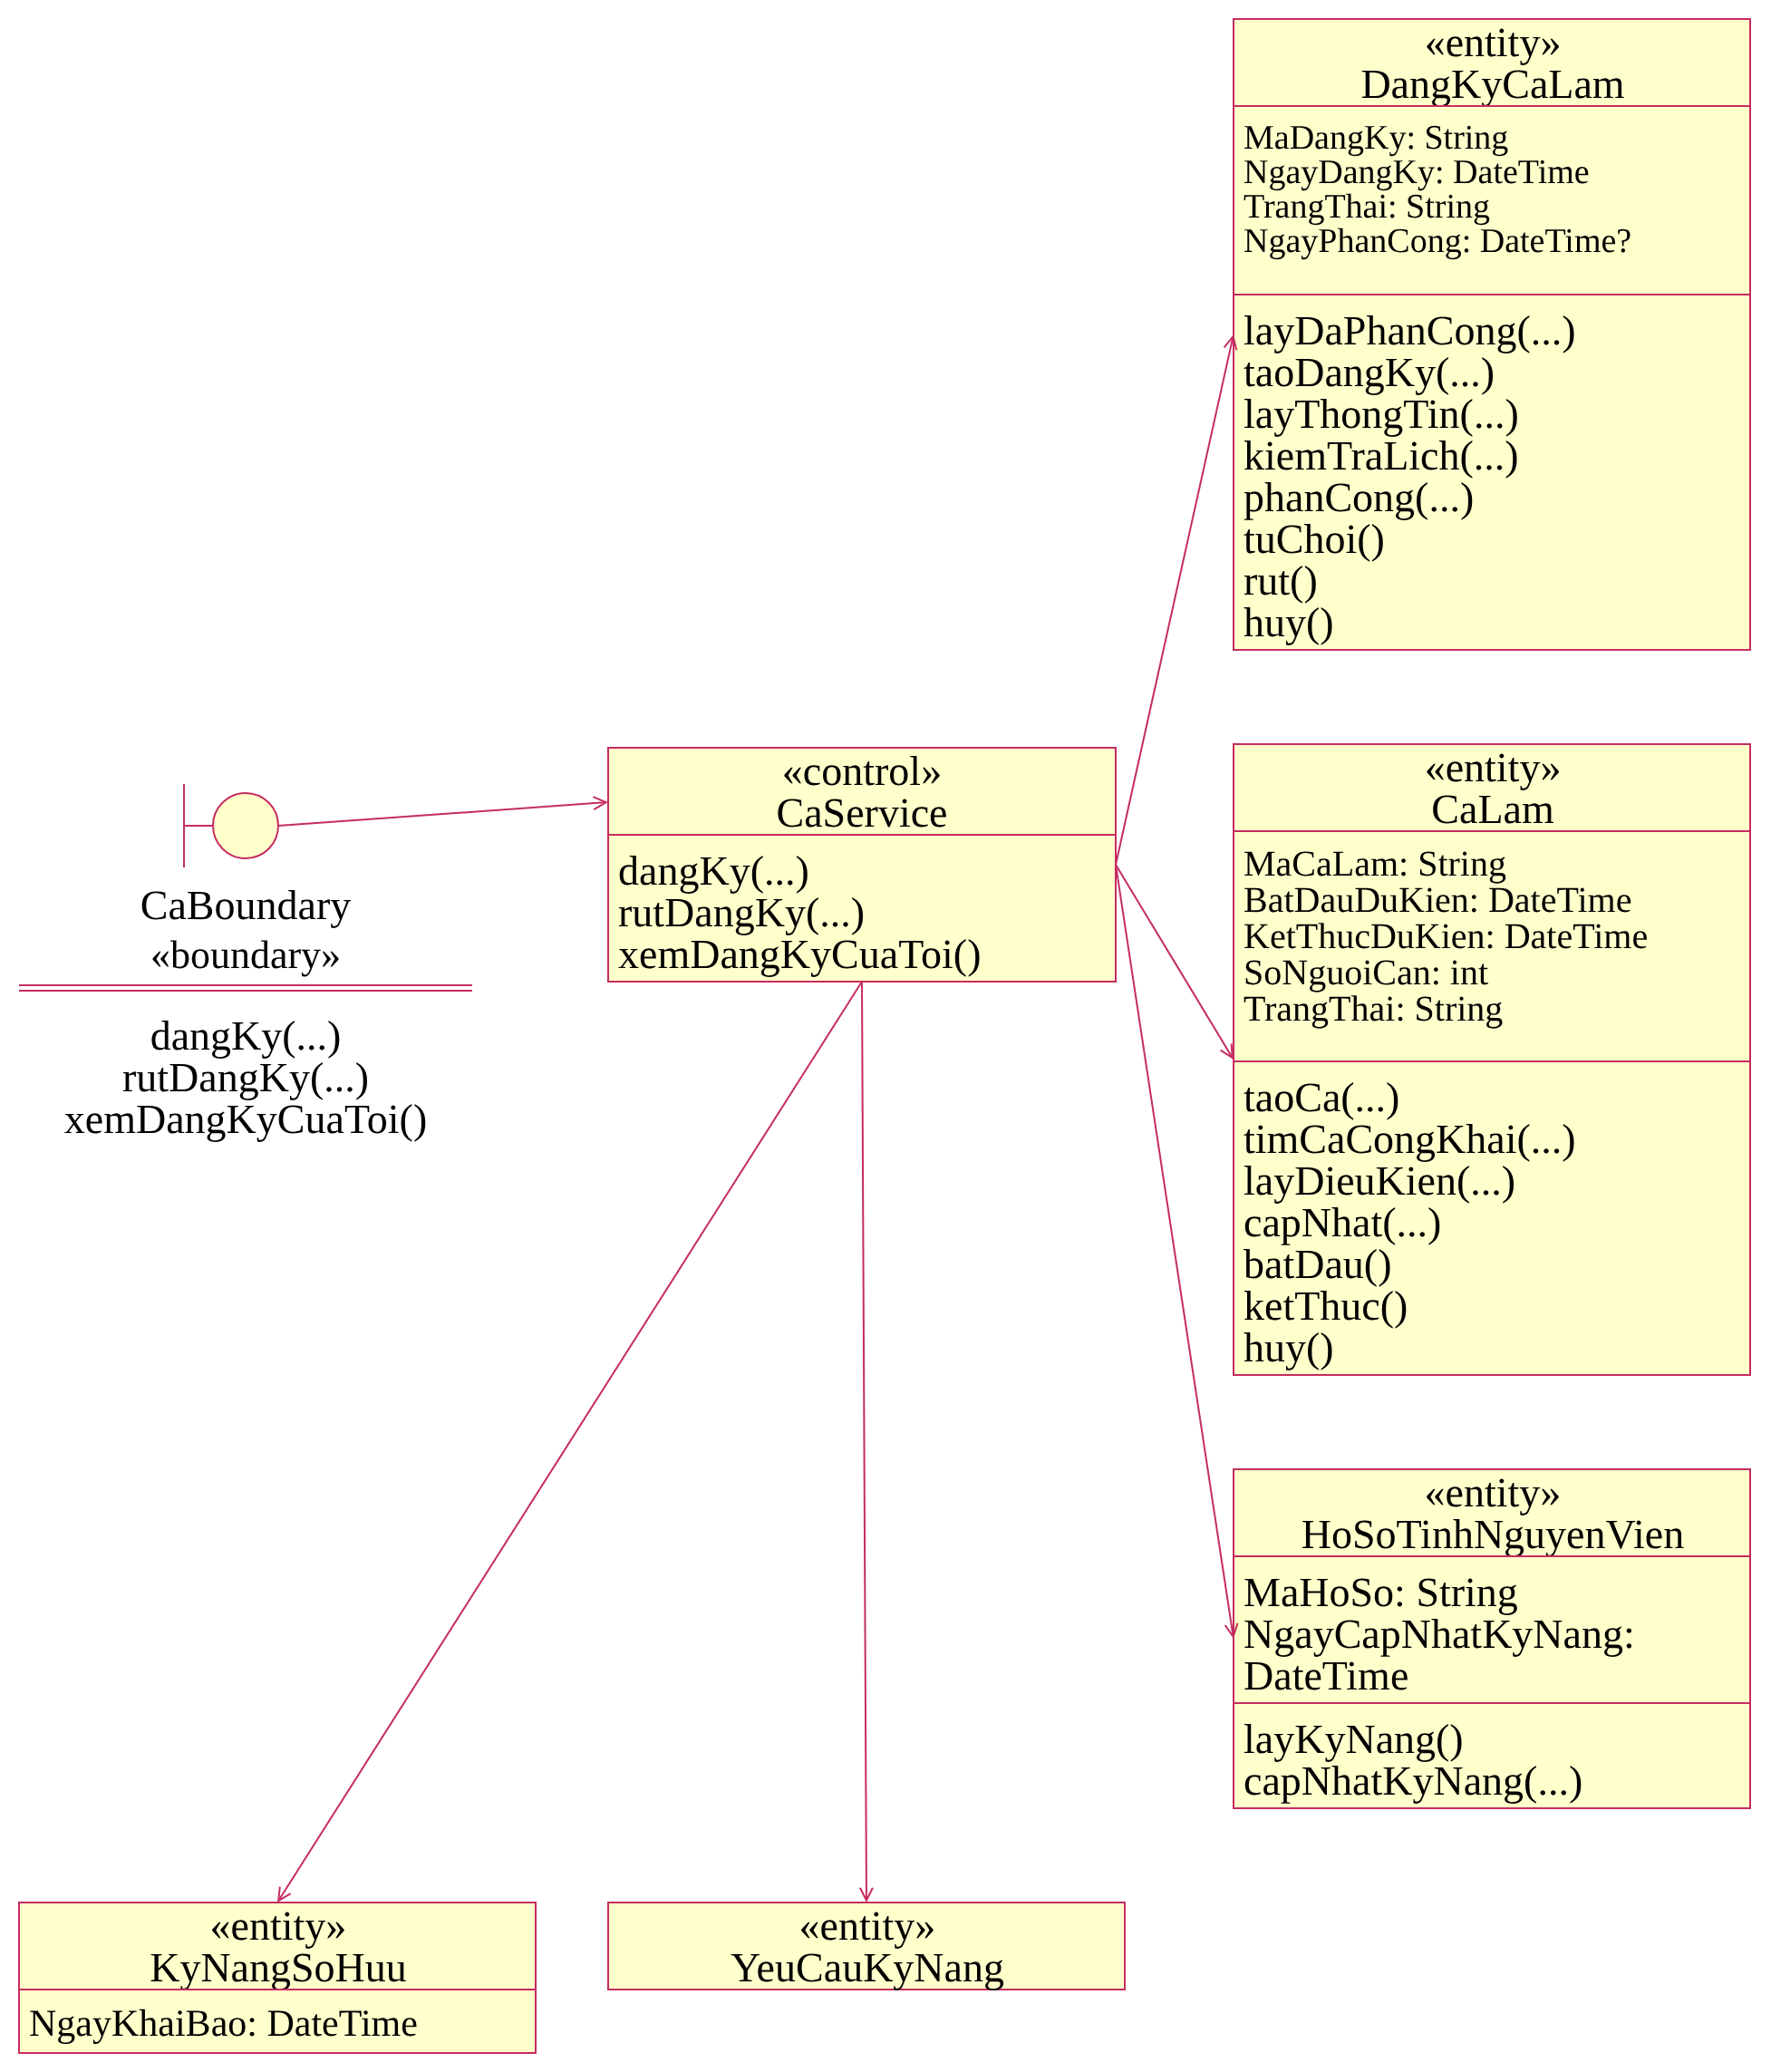 «entity»
DangKyCaLam
MaDangKy: String
NgayDangKy: DateTime
TrangThai: String
NgayPhanCong: DateTime?
layDaPhanCong(...)
taoDangKy(...)
layThongTin(...)
kiemTraLich(...)
phanCong(...)
tuChoi()
rut()
huy()
CaBoundary
«boundary»
dangKy(...)
rutDangKy(...)
xemDangKyCuaToi()
«control»
CaService
dangKy(...)
rutDangKy(...)
xemDangKyCuaToi()
«entity»
CaLam
MaCaLam: String
BatDauDuKien: DateTime
KetThucDuKien: DateTime
SoNguoiCan: int
TrangThai: String
taoCa(...)
timCaCongKhai(...)
layDieuKien(...)
capNhat(...)
batDau()
ketThuc()
huy()
«entity»
HoSoTinhNguyenVien
MaHoSo: String
NgayCapNhatKyNang:
DateTime
layKyNang()
capNhatKyNang(...)
«entity»
KyNangSoHuu
NgayKhaiBao: DateTime
«entity»
YeuCauKyNang